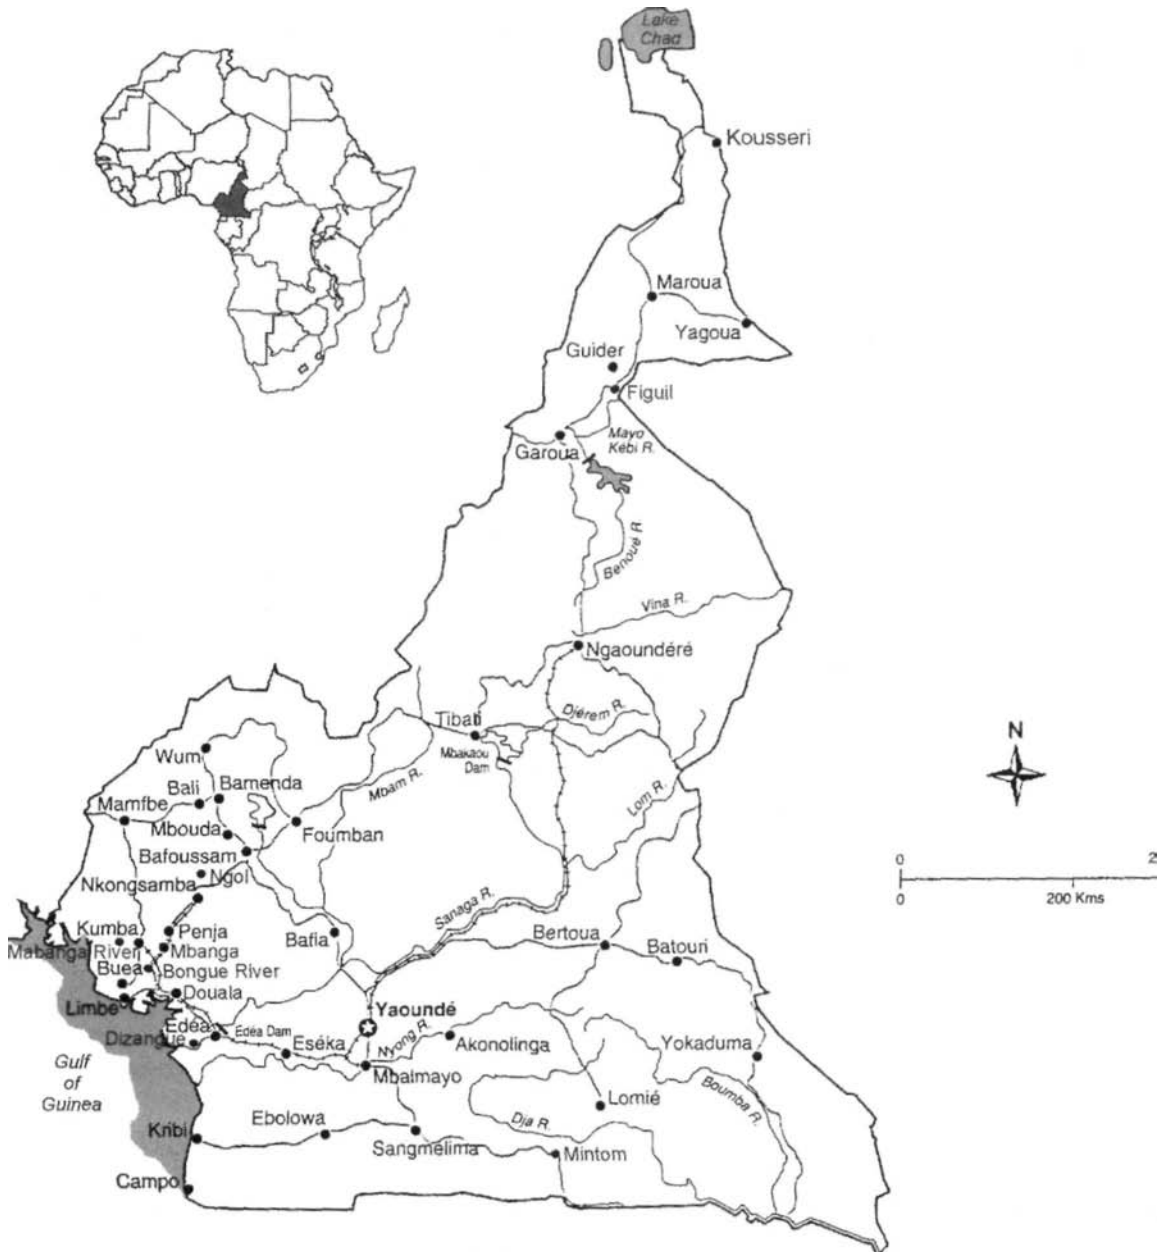 Lake
Chad
Kousseri
Maroua
Yagoua
Guider
Figuil
Mayo
Kébi R.
Garoua
Benoué R.
Vina R.
Ngaoundéré
Djérem R.
Tibati
Mbakaou
Dam
Mbam R.
Lom R.
N
Wum
Bali
Bamenda
Mamfbe
Mbouda
Foumban
Bafoussam
Ngol
Nkongsamba
0
200 Kms
Sanaga R.
Kumba
Penja
Bafia
Bertoua
Batouri
Mabanga River
Mbanga
Buea
Bongue River
Douala
Limbe
Yaoundé
Edéa
Edéa Dam
Dizangue
Eséka
Nyong R.
Akonolinga
Yokaduma
Gulf
of
Guinea
Mbalmayo
Lomié
Boumba R.
Ebolowa
Dja R.
Kribi
Sangmelima
Mintom
Campo